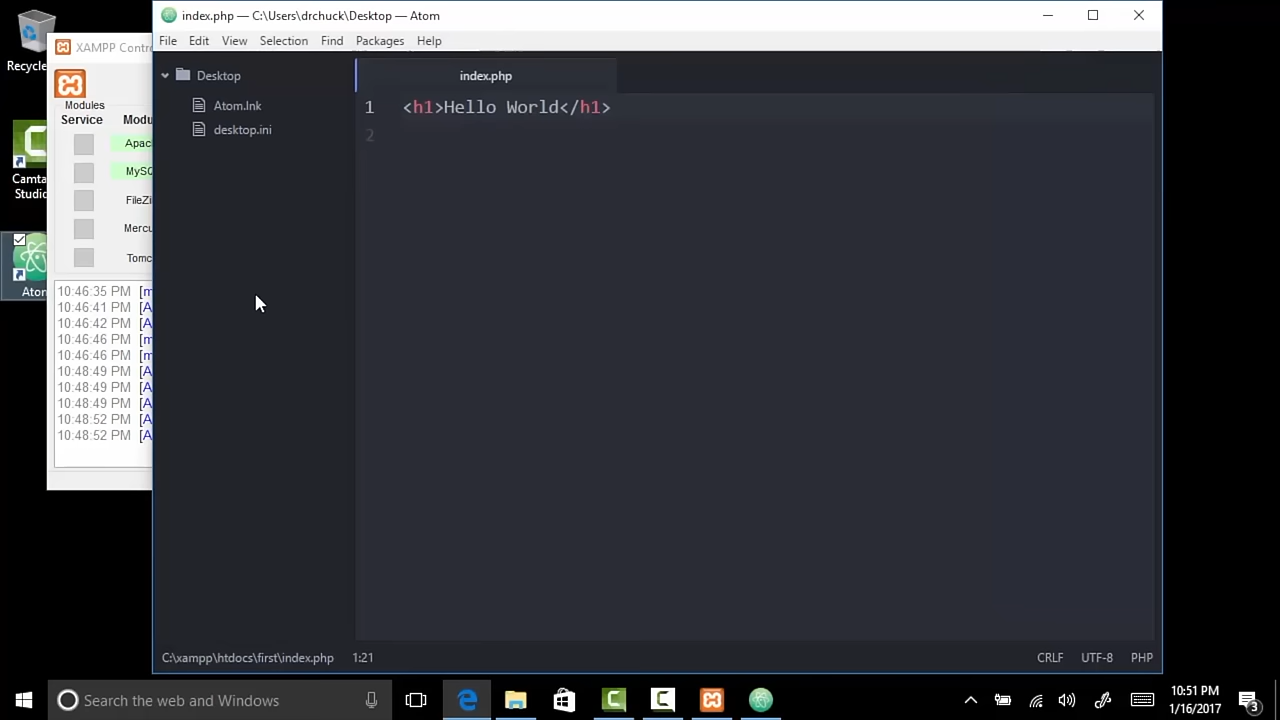 index.php — C:\Users\drchuck\Desktop — Atom
File Edit View Selection Find Packages Help
Desktop
Atom.lnk
desktop.ini
index.php
1 <h1>Hello World</h1>
2
C:\xampp\htdocs\first\index.php 1:21
CRLF UTF-8 PHP
XAMPP Contro
Modules
Service Modu
Apac
MySQ
FileZi
Mercu
Tomc
10:46:35 PM [m
10:46:41 PM [A
10:46:42 PM [A
10:46:46 PM [m
10:46:46 PM [m
10:48:49 PM [A
10:48:49 PM [A
10:48:49 PM [A
10:48:52 PM [A
10:48:52 PM [A
Recycle
Camta
Studio
Ator
Search the web and Windows
10:51 PM
1/16/2017
3